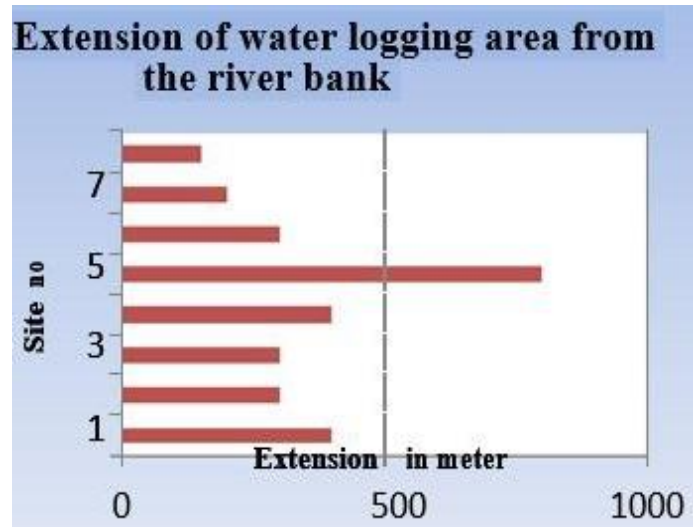 Extension of water logging area from
the river bank
7
5
3
1
Site no
Extension in meter
0 500 1000